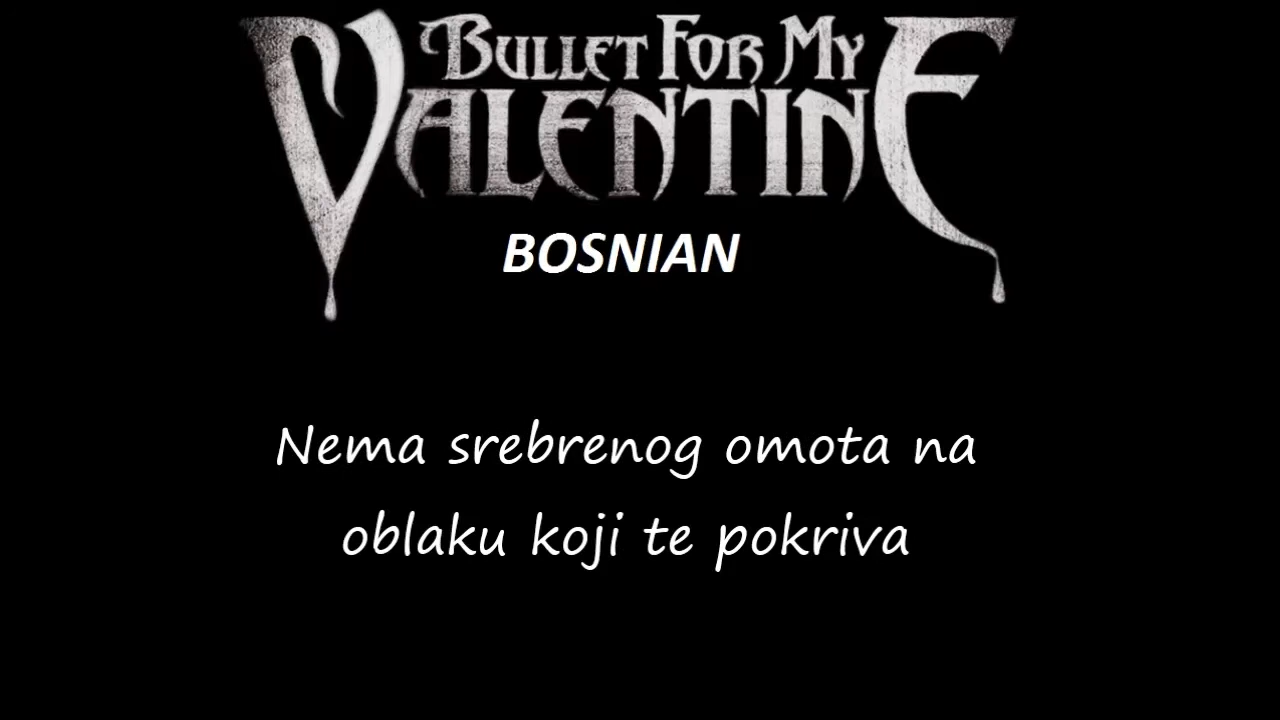 BULLET FOR MY
VALENTINE
BOSNIAN
Nema srebrenog omota na
oblaku koji te pokriva